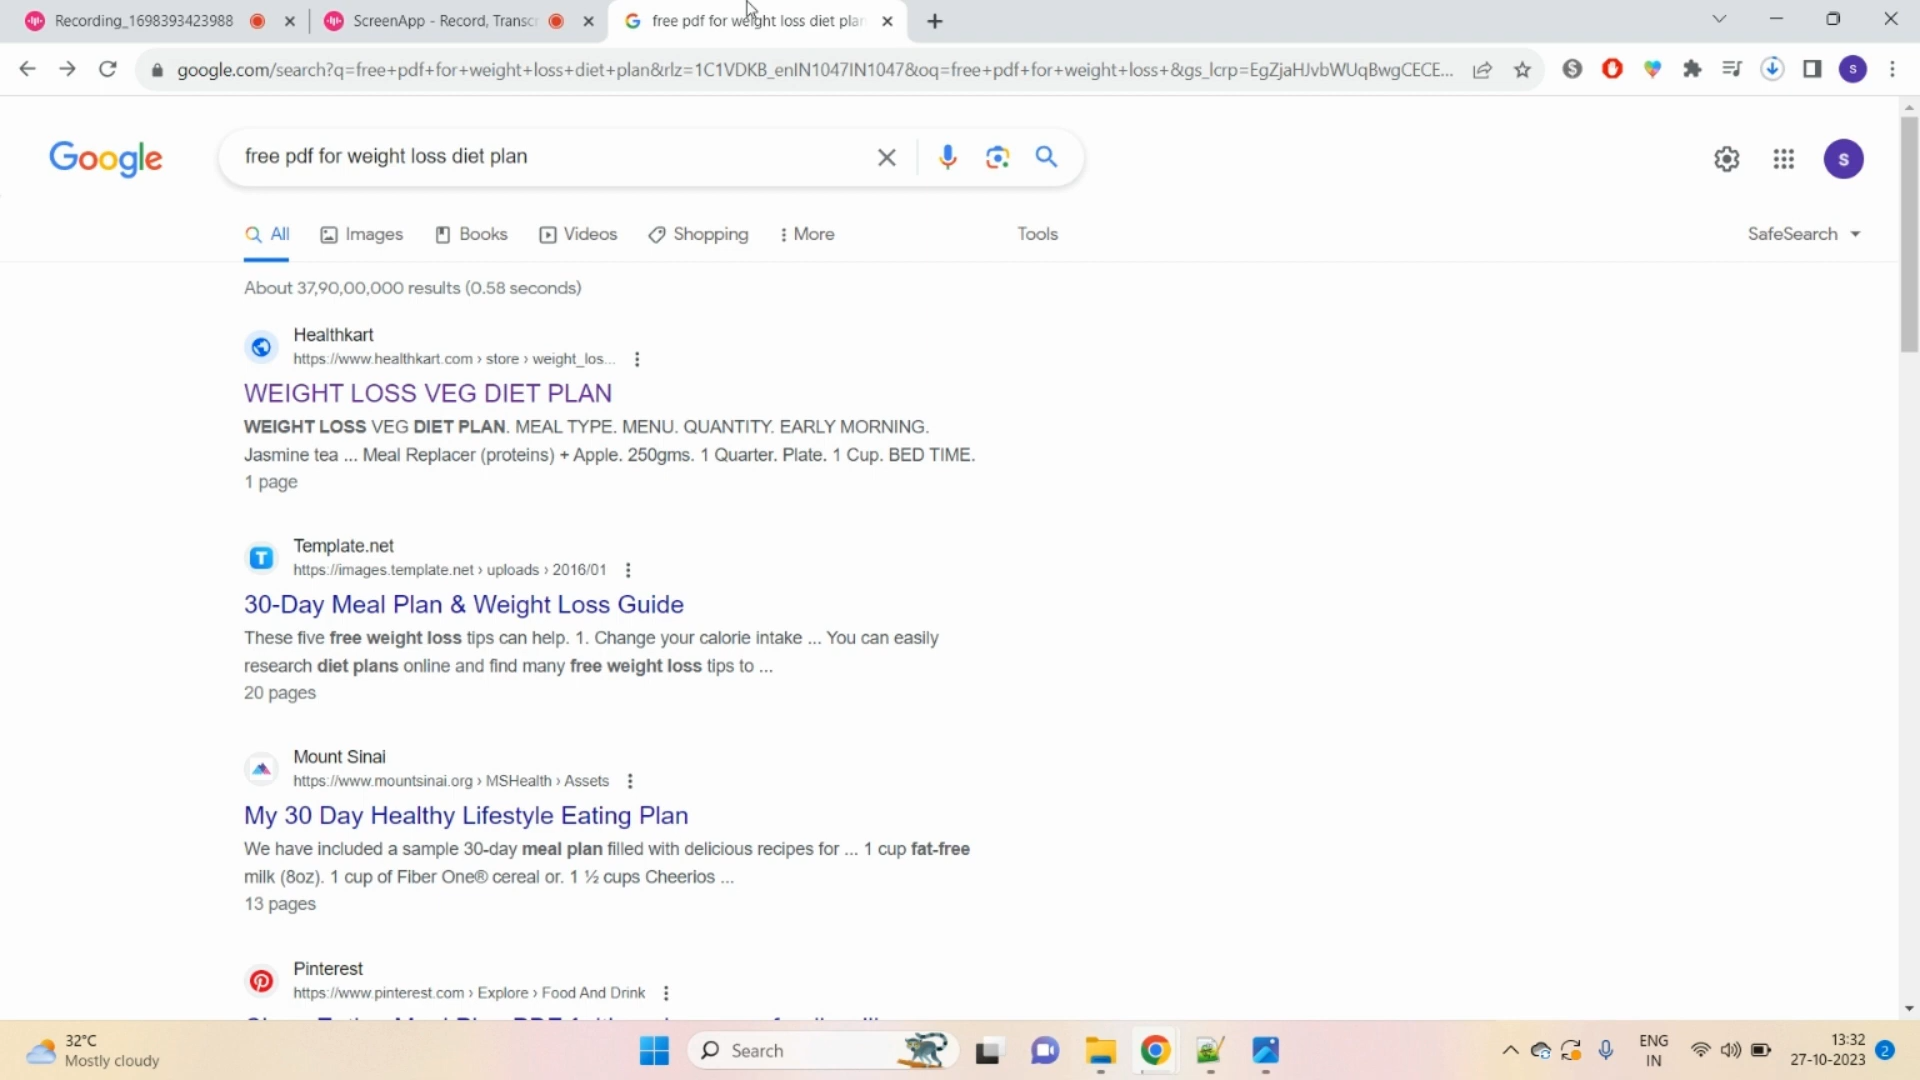 Recording_1698393423988
ScreenApp - Record, Transc
free pdf for weight loss diet plan
google.com/search?q=free+pdf+for+weight+loss+diet+plan&rlz=1C1VDKB_enIN1047IN1047&oq=free+pdf+for+weight+loss+&gs_lcrp=EgZjaHJvbWUqBwgCECE...
S
Google
free pdf for weight loss diet plan
S
All
Images
Books
Videos
Shopping
More
Tools
SafeSearch
About 37,90,00,000 results (0.58 seconds)
Healthkart
https://www.healthkart.com › store › weight_los...
WEIGHT LOSS VEG DIET PLAN
WEIGHT LOSS VEG DIET PLAN. MEAL TYPE. MENU. QUANTITY. EARLY MORNING.
Jasmine tea ... Meal Replacer (proteins) + Apple. 250gms. 1 Quarter. Plate. 1 Cup. BED TIME.
1 page
T
Template.net
https://images.template.net › uploads › 2016/01
30-Day Meal Plan & Weight Loss Guide
These five free weight loss tips can help. 1. Change your calorie intake ... You can easily
research diet plans online and find many free weight loss tips to ...
20 pages
Mount Sinai
https://www.mountsinai.org › MSHealth › Assets
My 30 Day Healthy Lifestyle Eating Plan
We have included a sample 30-day meal plan filled with delicious recipes for ... 1 cup fat-free
milk (8oz). 1 cup of Fiber One® cereal or. 1 ½ cups Cheerios ...
13 pages
Pinterest
https://www.pinterest.com › Explore › Food And Drink
32°C
Mostly cloudy
Search
ENG
IN
13:32
27-10-2023
2